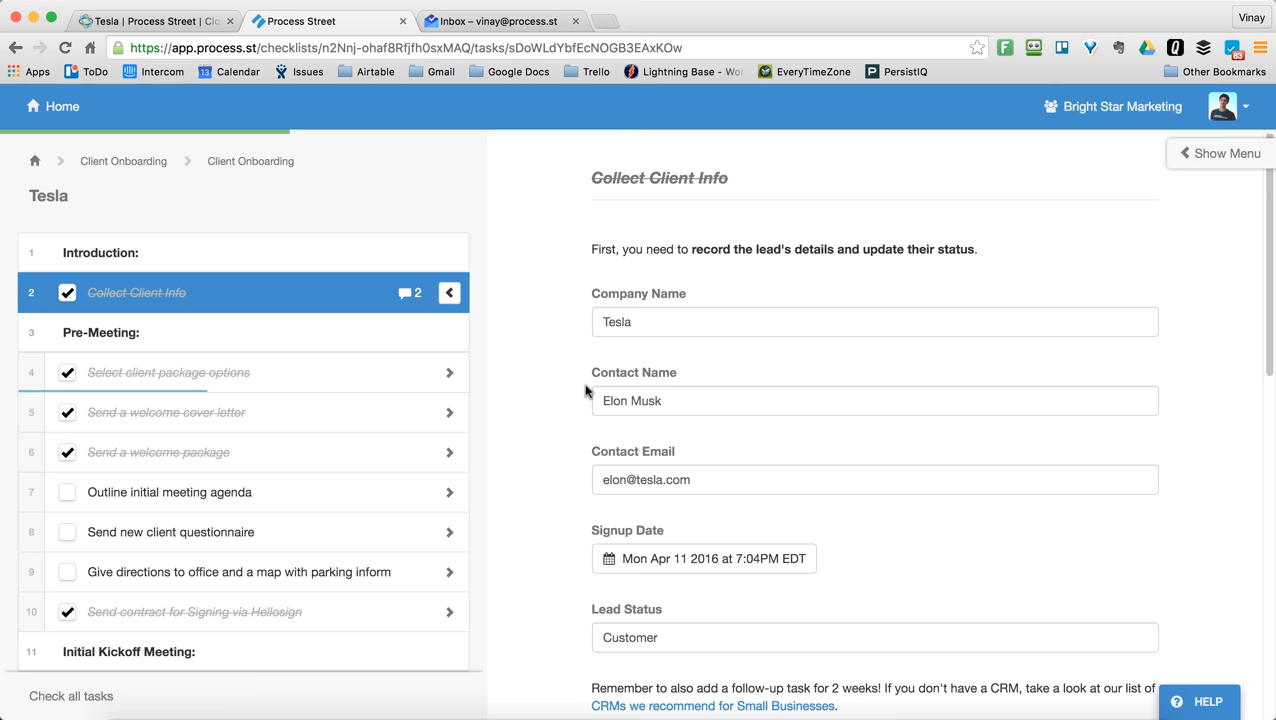 Tesla | Process Street | Clo
Process Street
Inbox – vinay@process.st
Vinay
https://app.process.st/checklists/n2Nnj-ohaf8Rfjfh0sxMAQ/tasks/sDoWLdYbfEcNOGB3EAxKOw
83
Apps
ToDo
Intercom
13 Calendar
Issues
Airtable
Gmail
Google Docs
Trello
Lightning Base - Wor
EveryTimeZone
PersistIQ
Other Bookmarks
Home
Bright Star Marketing
Client Onboarding
Client Onboarding
Show Menu
Tesla
1 Introduction:
2 Collect Client Info 2
3 Pre-Meeting:
4 Select client package options
5 Send a welcome cover letter
6 Send a welcome package
7 Outline initial meeting agenda
8 Send new client questionnaire
9 Give directions to office and a map with parking inform
10 Send contract for Signing via Hellosign
11 Initial Kickoff Meeting:
Check all tasks
Collect Client Info
First, you need to record the lead's details and update their status.
Company Name
Tesla
Contact Name
Elon Musk
Contact Email
elon@tesla.com
Signup Date
Mon Apr 11 2016 at 7:04PM EDT
Lead Status
Customer
Remember to also add a follow-up task for 2 weeks! If you don't have a CRM, take a look at our list of
CRMs we recommend for Small Businesses.
HELP